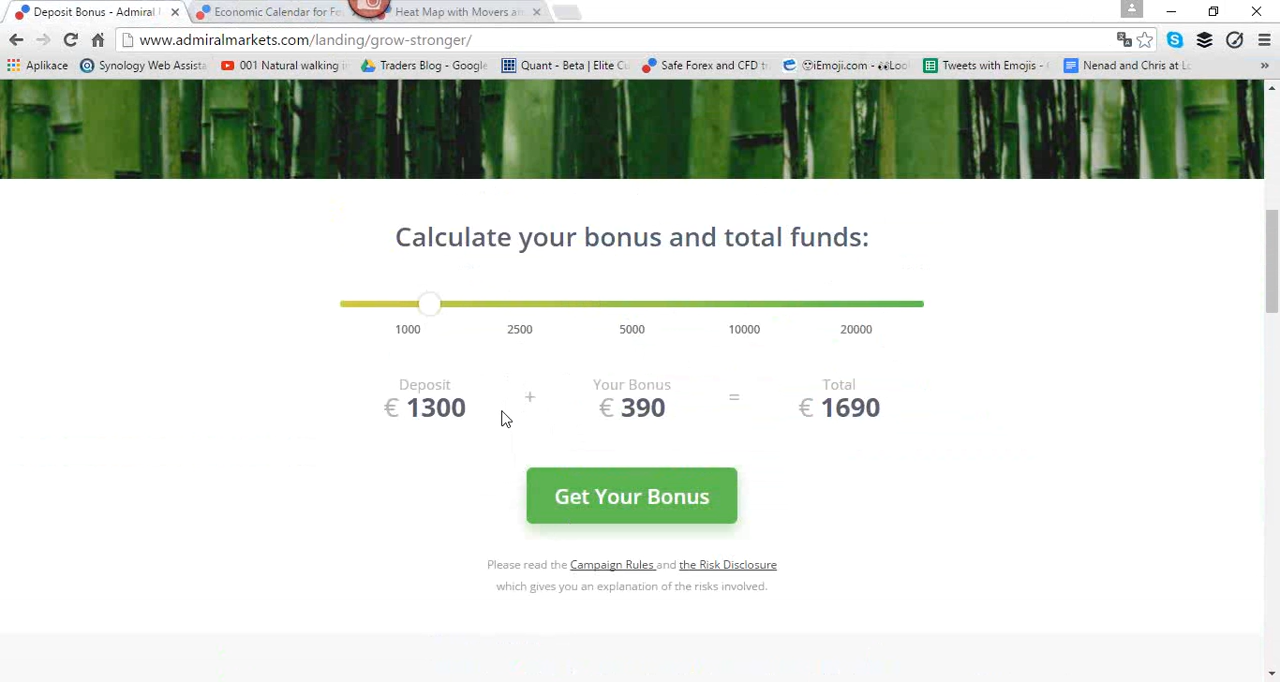 Deposit Bonus - Admiral
Economic Calendar for Fo
Heat Map with Movers a
www.admiralmarkets.com/landing/grow-stronger/
Aplikace
Synology Web Assista
001 Natural walking
Traders Blog - Google
Quant - Beta | Elite Cu
Safe Forex and CFD t
iEmoji.com -
Tweets with Emojis -
Nenad and Chris at Lo
»
Calculate your bonus and total funds:
1000 2500 5000 10000 20000
Deposit Your Bonus Total
€ 1300 + € 390 = € 1690
Get Your Bonus
Please read the Campaign Rules and the Risk Disclosure
which gives you an explanation of the risks involved.